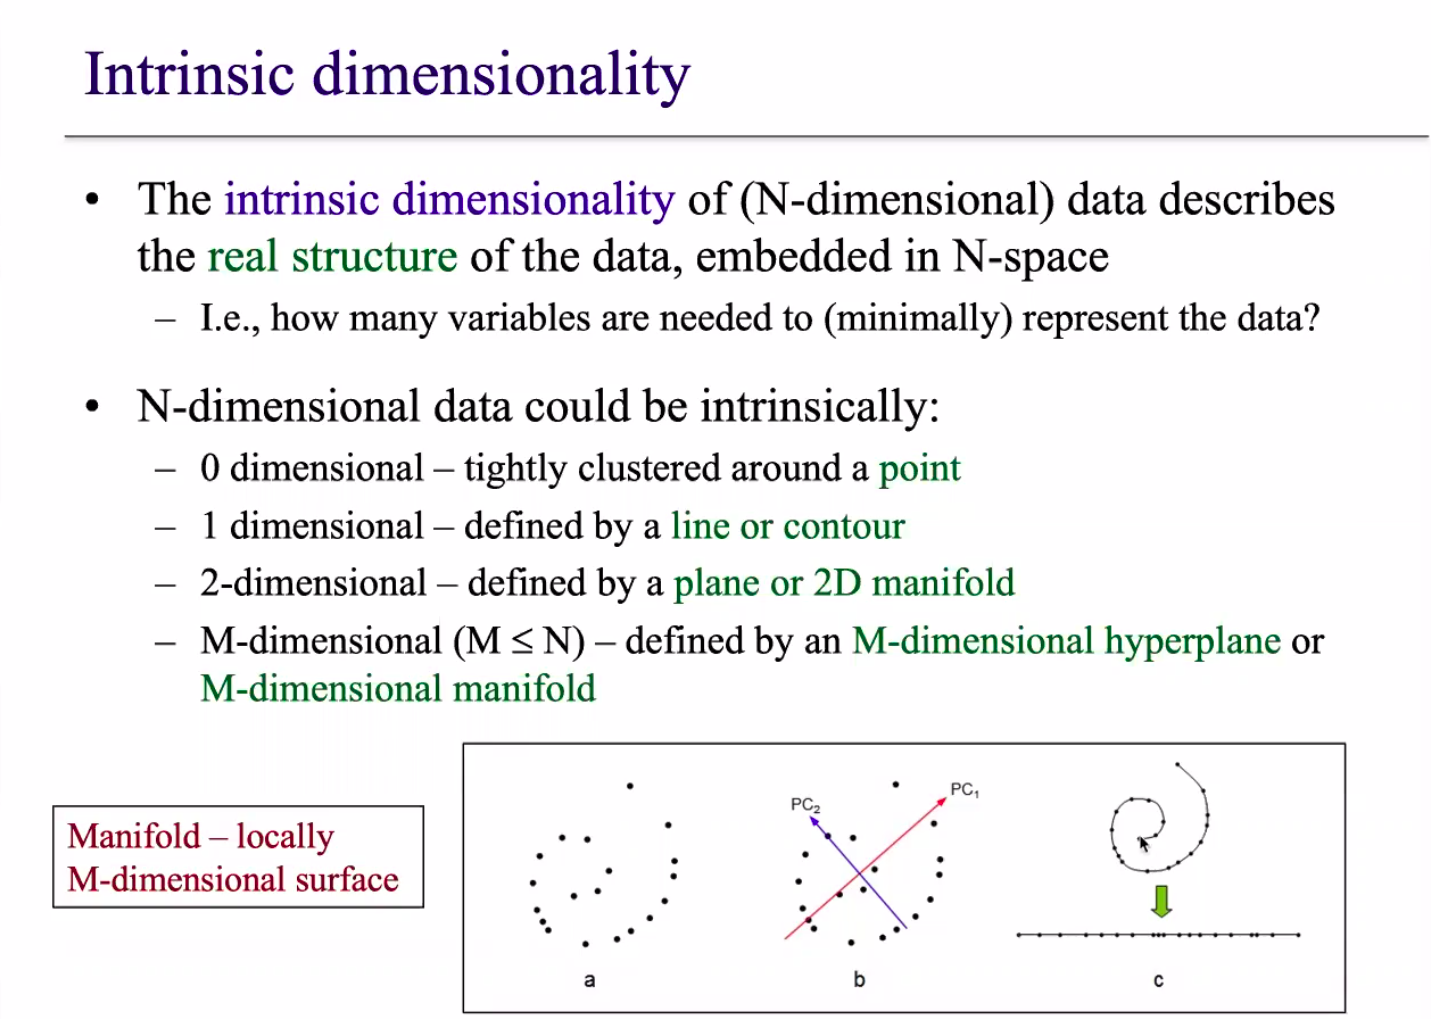 Intrinsic dimensionality
• The intrinsic dimensionality of (N-dimensional) data describes
the real structure of the data, embedded in N-space
– I.e., how many variables are needed to (minimally) represent the data?
• N-dimensional data could be intrinsically:
– 0 dimensional – tightly clustered around a point
– 1 dimensional – defined by a line or contour
– 2-dimensional – defined by a plane or 2D manifold
– M-dimensional (M ≤ N) – defined by an M-dimensional hyperplane or
M-dimensional manifold
Manifold – locally
M-dimensional surface
PC₂
PC₁
a
b
c